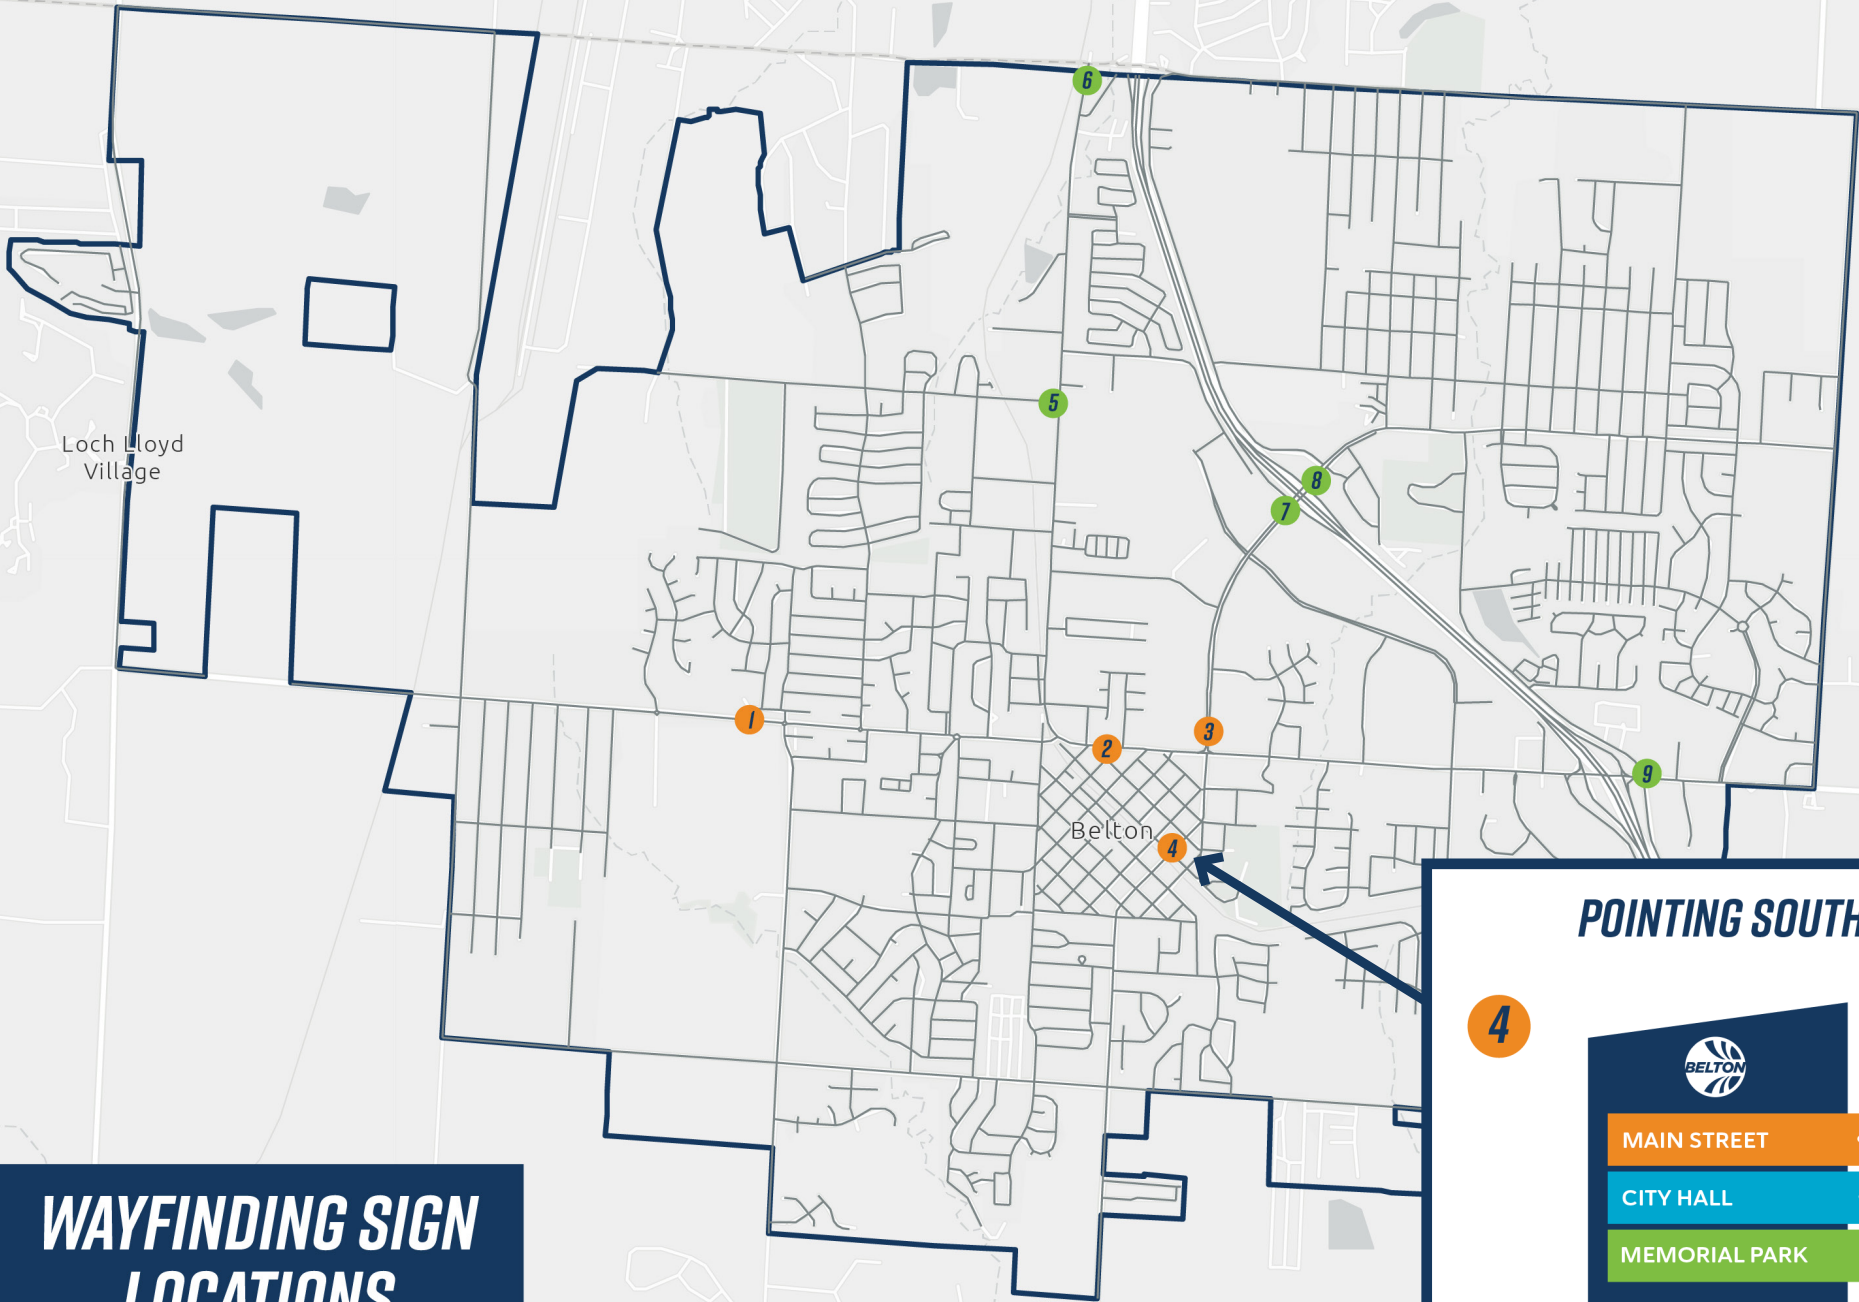 6
5
8
7
Loch Lloyd
Village
1
2
3
9
Belton
4
POINTING SOUTH
4
BELTON
MAIN STREET
CITY HALL
MEMORIAL PARK
WAYFINDING SIGN
LOCATIONS